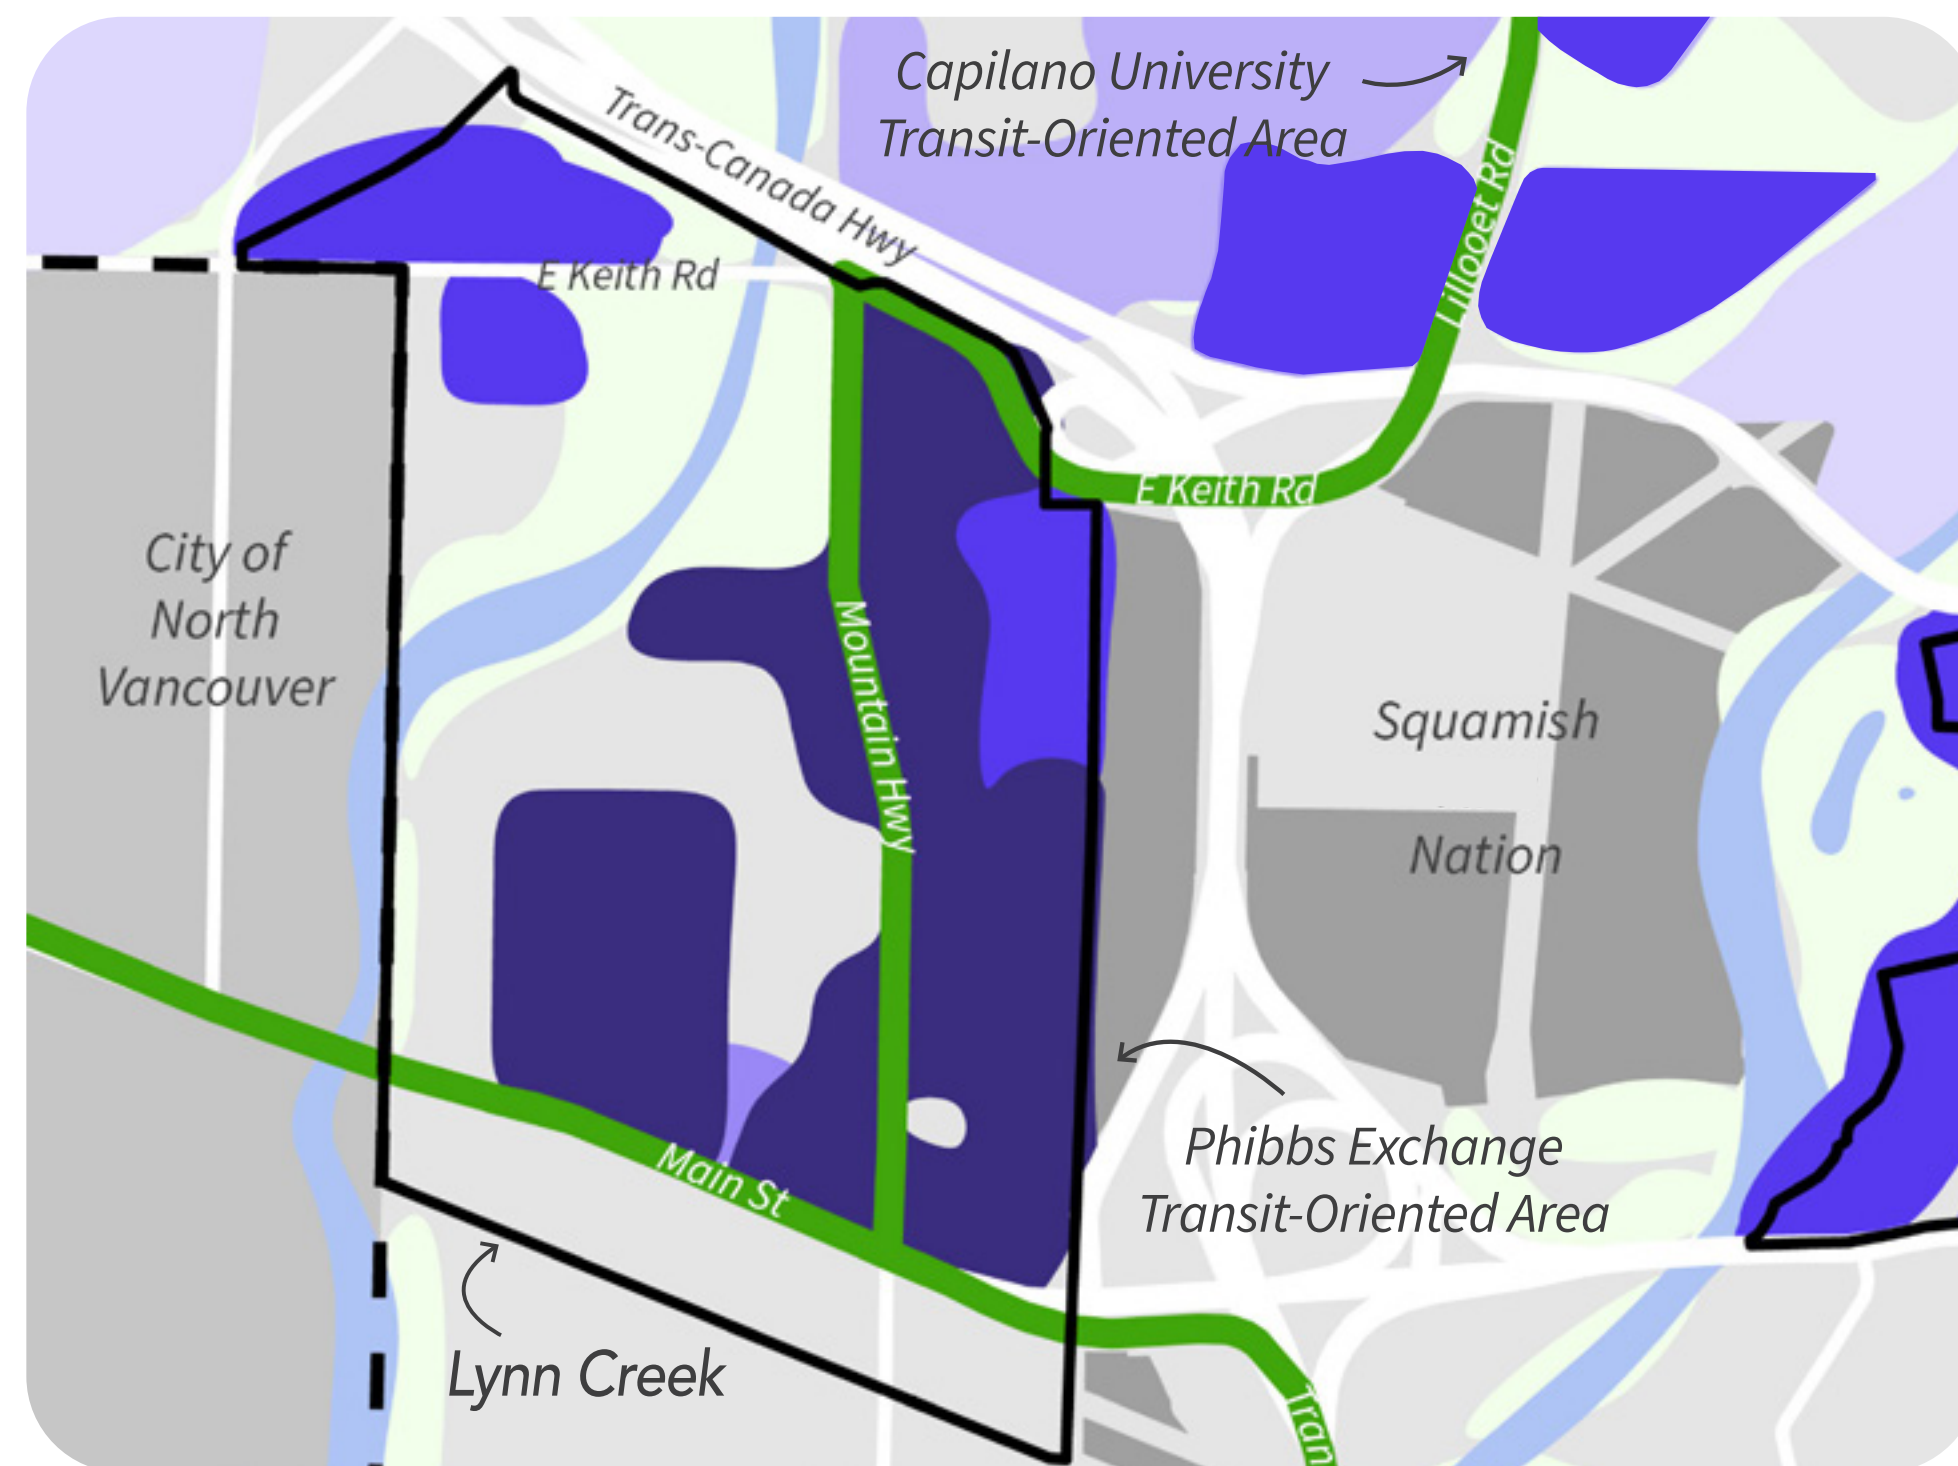 Capilano University
Transit-Oriented Area
Trans-Canada Hwy
Lillooet Rd
E Keith Rd
E Keith Rd
City of
North
Vancouver
Mountain Hwy
Squamish
Nation
Phibbs Exchange
Transit-Oriented Area
Main St
Lynn Creek
Tran